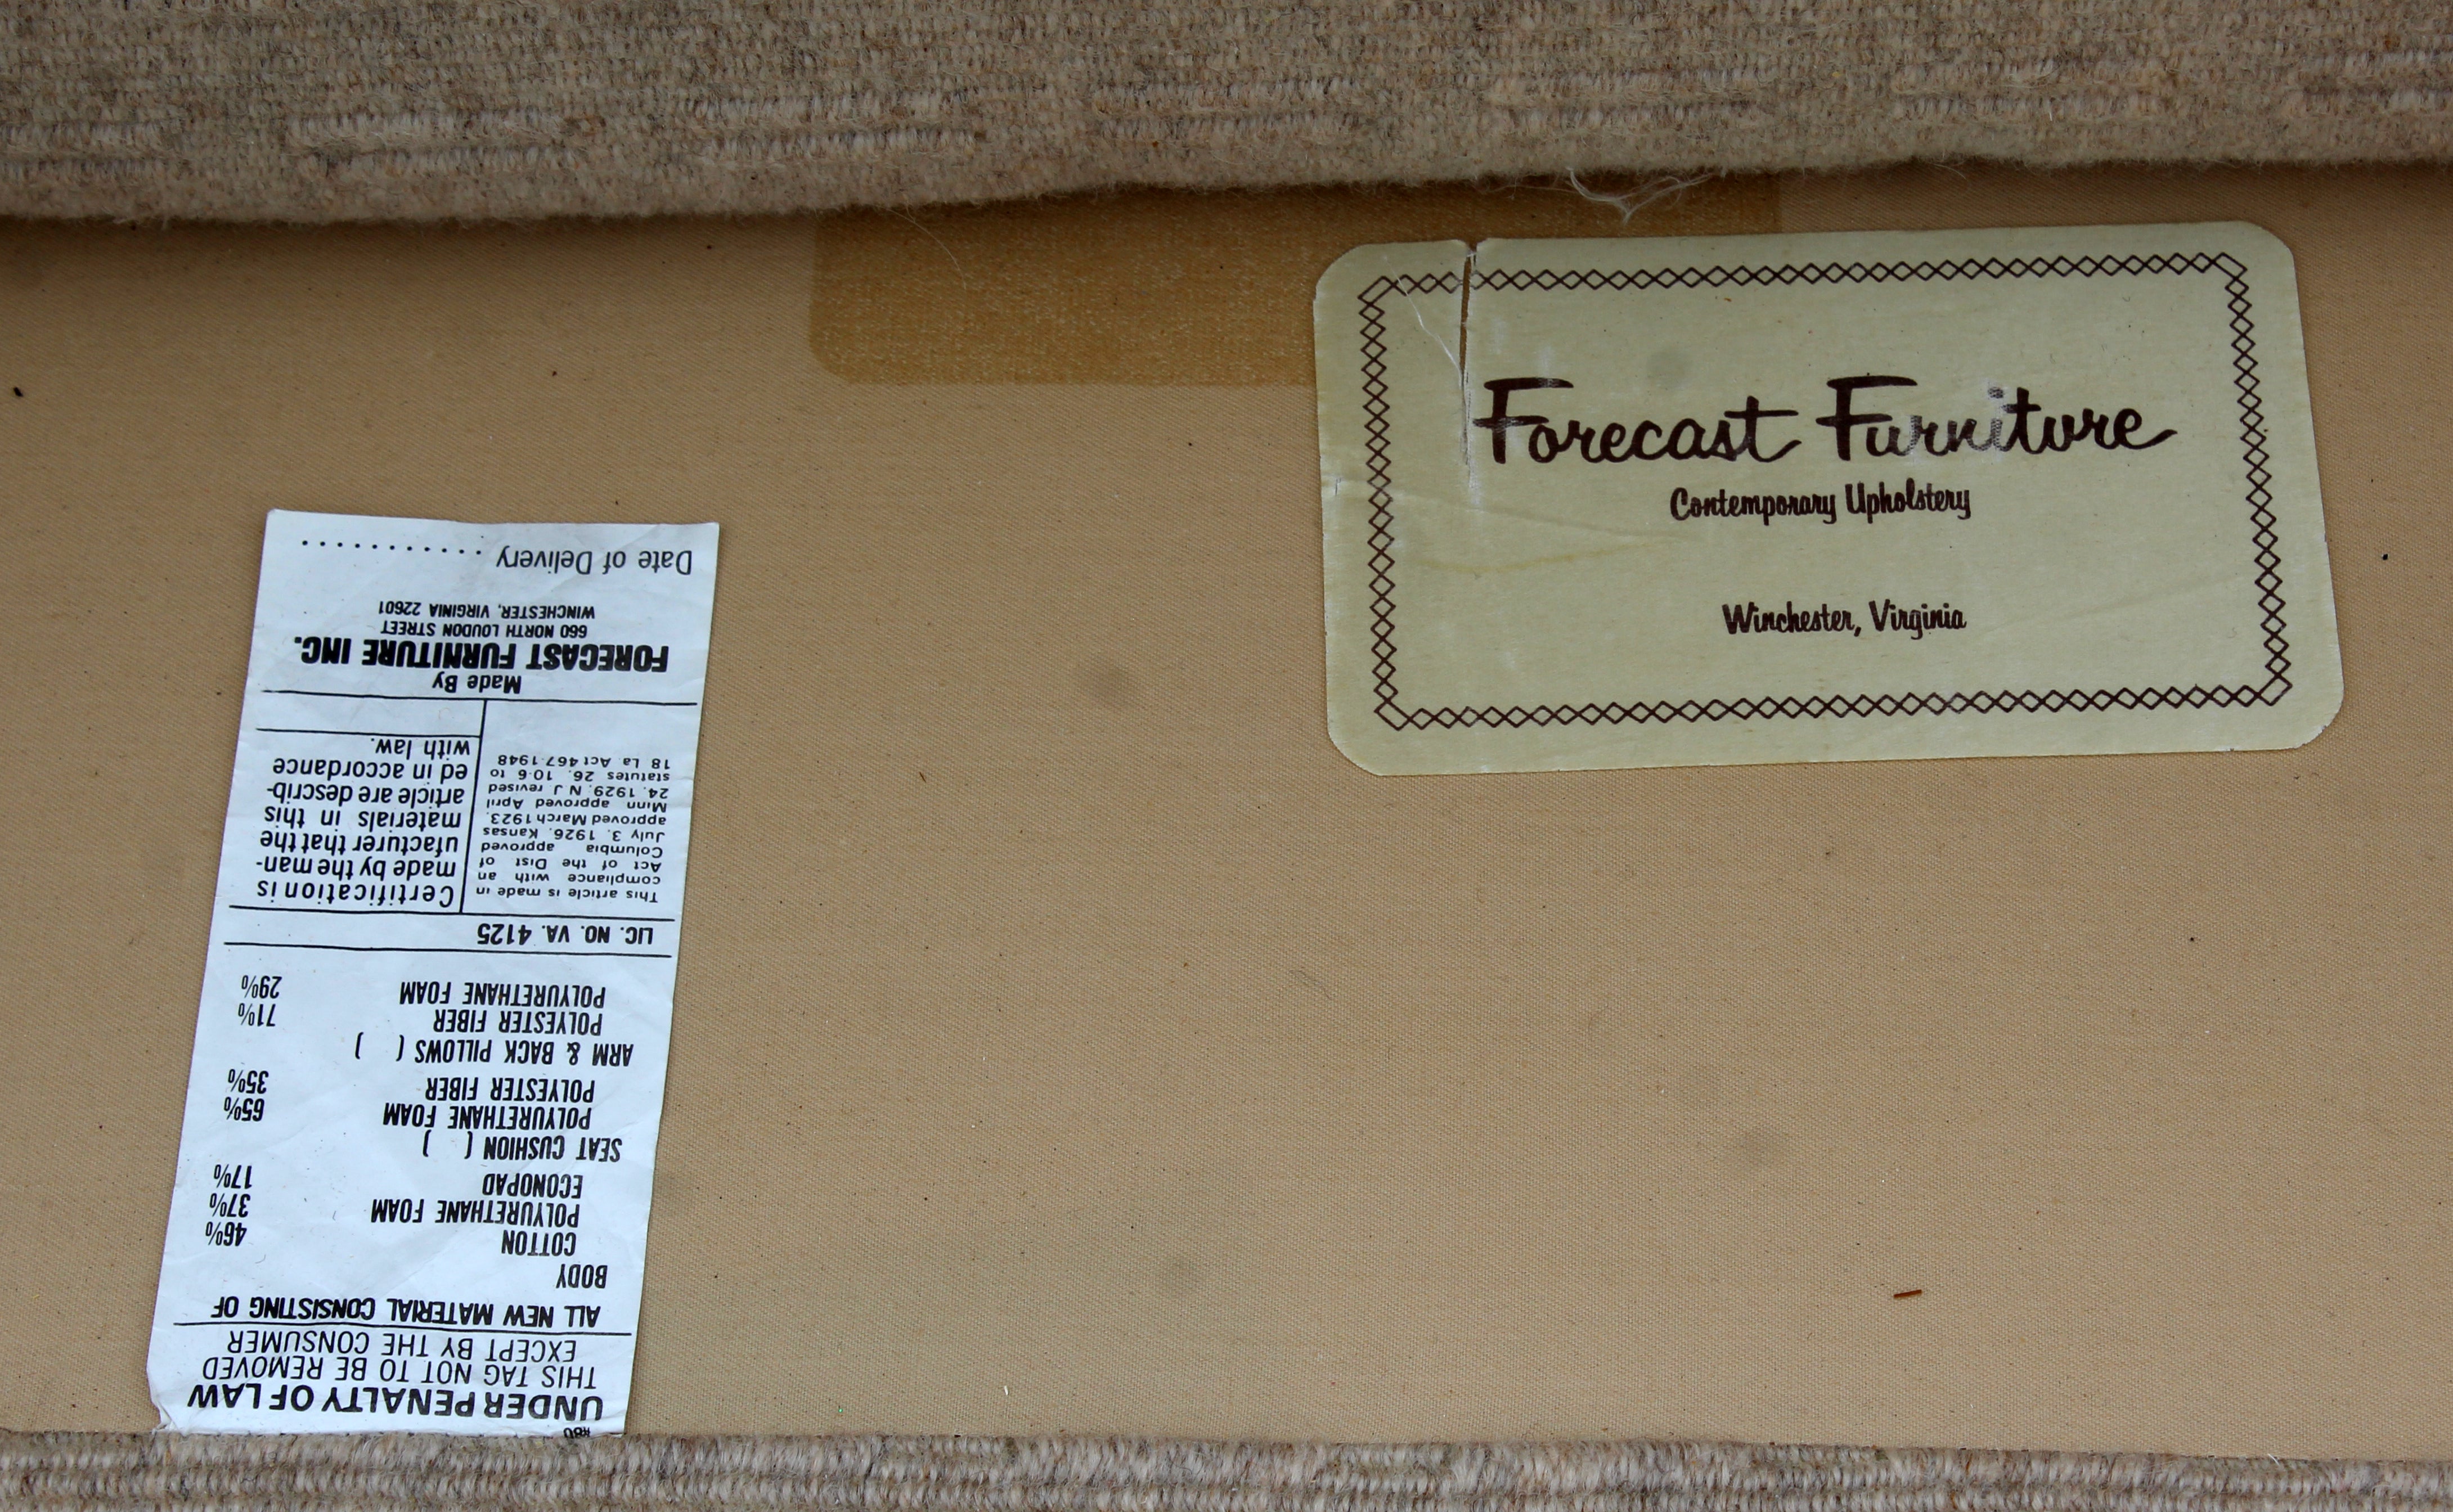 Forecast Furniture
Contemporary Upholstery
Winchester, Virginia
#80
UNDER PENALTY OF LAW
THIS TAG NOT TO BE REMOVED
EXCEPT BY THE CONSUMER
ALL NEW MATERIAL CONSISTING OF
BODY
COTTON 46%
POLYURETHANE FOAM 37%
ECONOPAD 17%
SEAT CUSHION ( )
POLYURETHANE FOAM 65%
POLYESTER FIBER 35%
ARM & BACK PILLOWS ( )
POLYESTER FIBER 71%
POLYURETHANE FOAM 29%
LIC. NO. VA. 4125
This article is made in
compliance with an
Act of the Dist of
Columbia approved
July 3, 1926, Kansas
approved March 1923.
Minn approved April
24, 1929. N J revised
statutes 26. 10-6 to
18 La. Act 467-1948
Certification is
made by the man-
ufacturer that the
materials in this
article are describ-
ed in accordance
with law.
Made By
FORECAST FURNITURE INC.
660 NORTH LOUDON STREET
WINCHESTER, VIRGINIA 22601
Date of Delivery ...........